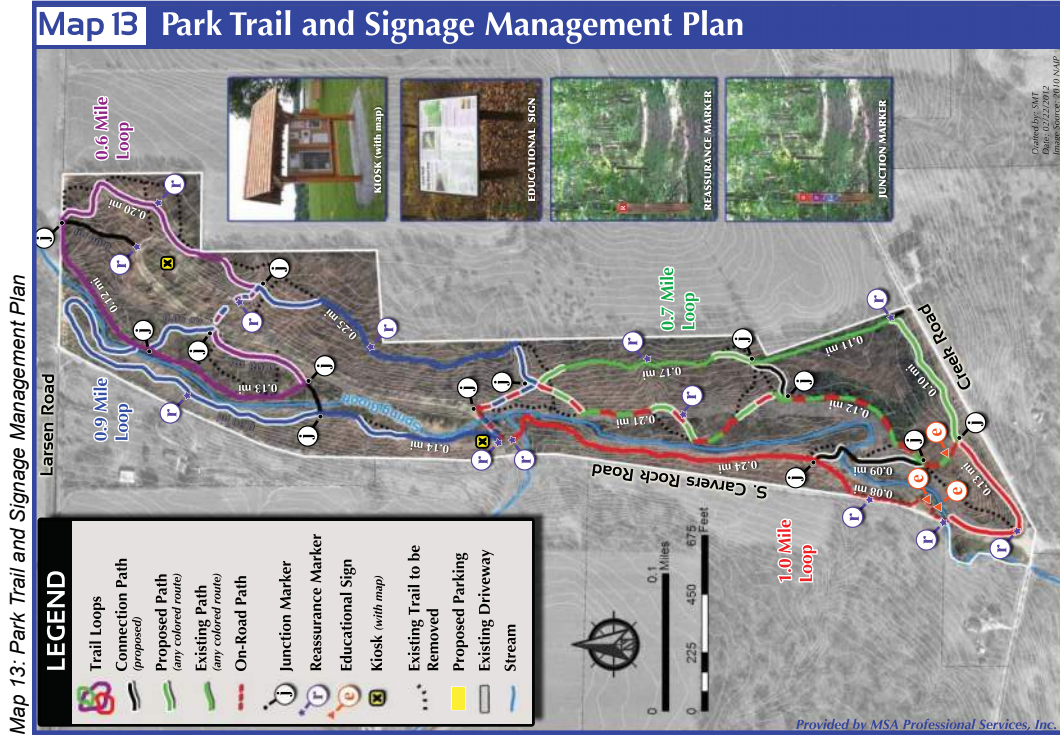 Map 13: Park Trail and Signage Management Plan
Map 13
Park Trail and Signage Management Plan
Larsen Road
0.6 Mile
Loop
0.9 Mile
Loop
0.7 Mile
Loop
1.0 Mile
Loop
S. Carvers Rock Road
Creek Road
0.20 mi
0.12 mi
0.13 mi
0.25 mi
0.14 mi
0.17 mi
0.21 mi
0.24 mi
0.11 mi
0.10 mi
0.12 mi
0.09 mi
0.08 mi
0.13 mi
j
r
r
j
j
r
j
r
j
j
r
r
j
j
r
r
j
r
j
r
j
r
j
e
j
e
e
r
r
r
KIOSK (with map)
EDUCATIONAL SIGN
REASSURANCE MARKER
JUNCTION MARKER
LEGEND
Trail Loops
Connection Path
(proposed)
Proposed Path
(any colored route)
Existing Path
(any colored route)
On-Road Path
j
Junction Marker
r
Reassurance Marker
e
Educational Sign
Kiosk (with map)
Existing Trail to be
Removed
Proposed Parking
Existing Driveway
Stream
0
0.1
Miles
0
225
450
675
Feet
Drafted by: SMT
Date: 02/22/2012
Image Source: 2010 NAIP
Provided by MSA Professional Services, Inc.